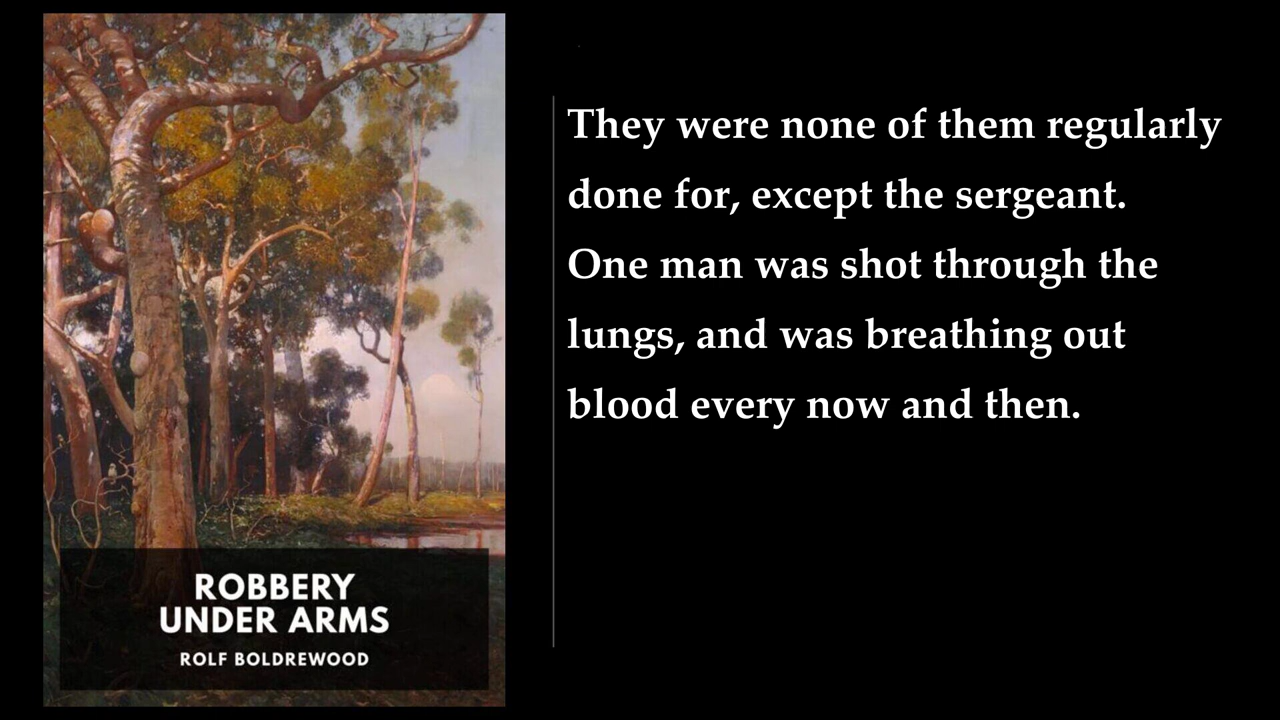 They were none of them regularly
done for, except the sergeant.
One man was shot through the
lungs, and was breathing out
blood every now and then.
ROBBERY
UNDER ARMS
ROLF BOLDREWOOD